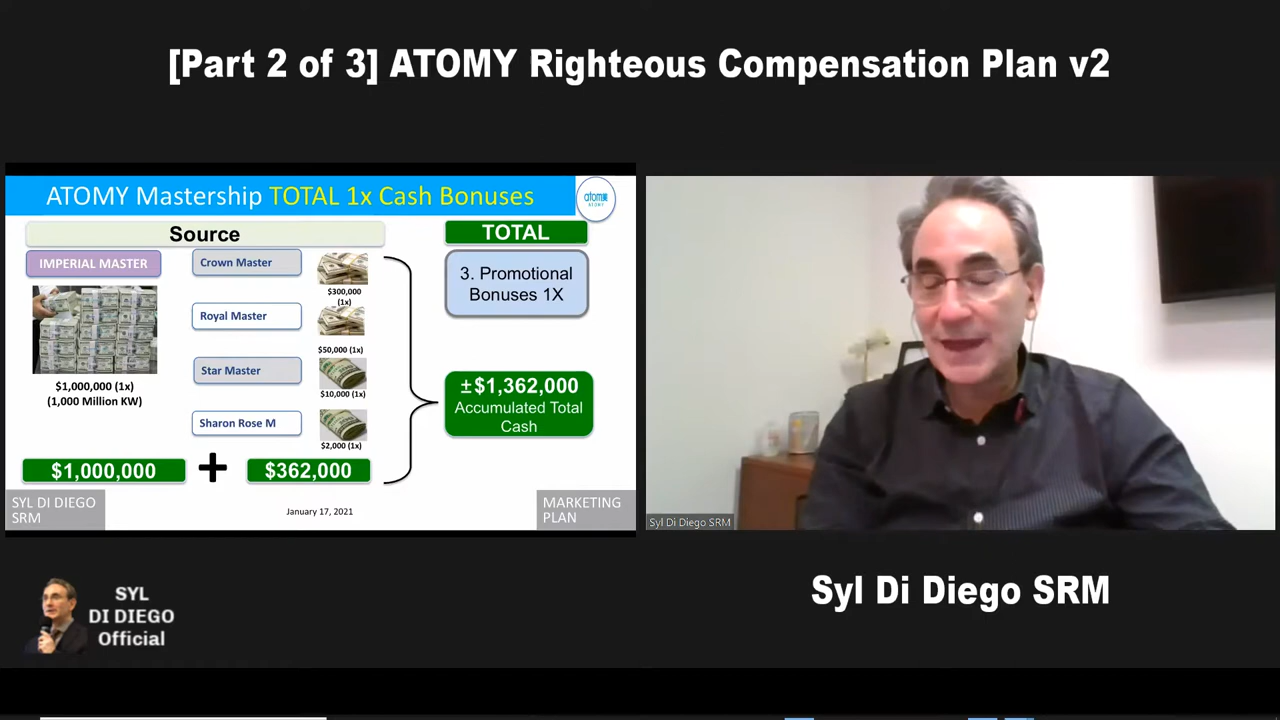 [Part 2 of 3] ATOMY Righteous Compensation Plan v2
ATOMY Mastership TOTAL 1x Cash Bonuses
atomy
ATOMY
Source
TOTAL
IMPERIAL MASTER
$1,000,000 (1x)
(1,000 Million KW)
Crown Master
$300,000
(1x)
Royal Master
$50,000 (1x)
Star Master
$10,000 (1x)
Sharon Rose M
$2,000 (1x)
3. Promotional
Bonuses 1X
±$1,362,000
Accumulated Total
Cash
$1,000,000
+
$362,000
SYL DI DIEGO
SRM
January 17, 2021
MARKETING
PLAN
Syl Di Diego SRM
Syl Di Diego SRM
SYL
DI DIEGO
Official